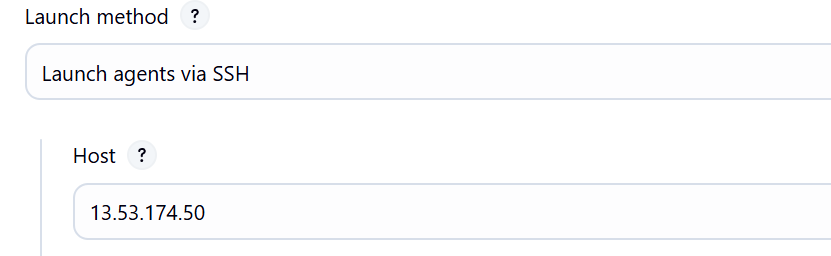 Launch method ?
Launch agents via SSH
Host ?
13.53.174.50